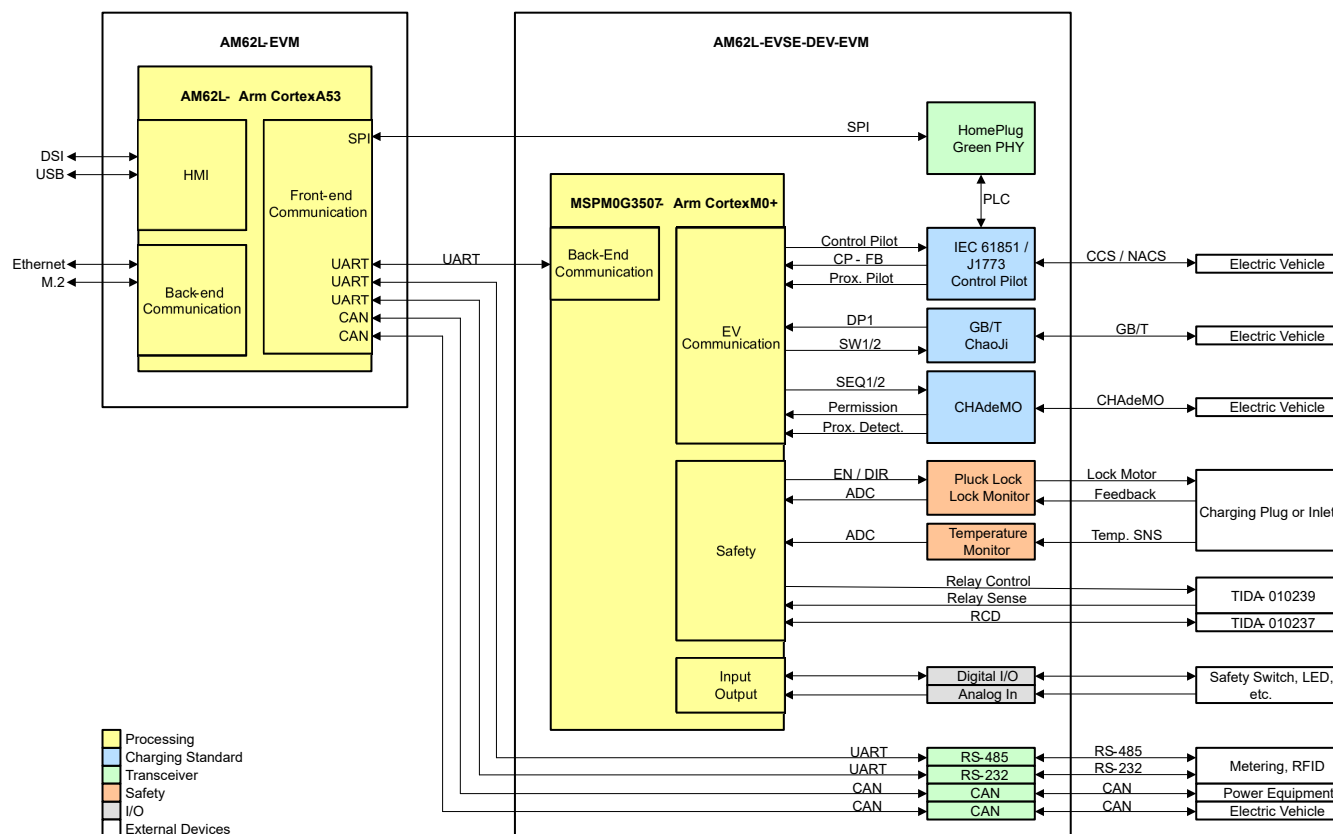 AM62L-EVM
AM62L-EVSE-DEV-EVM
AM62L- Arm CortexA53
SPI
SPI
HomePlug
Green PHY
DSI
USB
HMI
Front-end
Communication
PLC
MSPM0G3507- Arm CortexM0+
Ethernet
M.2
Back-end
Communication
UART
UART
UART
CAN
CAN
UART
Back-End
Communication
EV
Communication
Control Pilot
CP - FB
Prox. Pilot
IEC 61851 /
J1773
Control Pilot
CCS / NACS
Electric Vehicle
DP1
SW1/2
GB/T
ChaoJi
GB/T
Electric Vehicle
SEQ1/2
Permission
Prox. Detect.
CHAdeMO
CHAdeMO
Electric Vehicle
Safety
EN / DIR
ADC
Pluck Lock
Lock Monitor
Lock Motor
Feedback
Charging Plug or Inlet
ADC
Temperature
Monitor
Temp. SNS
Relay Control
Relay Sense
RCD
TIDA- 010239
TIDA- 010237
Input
Output
Digital I/O
Analog In
Safety Switch, LED,
etc.
UART
UART
CAN
CAN
RS-485
RS-232
CAN
CAN
RS-485
RS-232
CAN
CAN
Metering, RFID
Power Equipment
Electric Vehicle
Processing
Charging Standard
Transceiver
Safety
I/O
External Devices